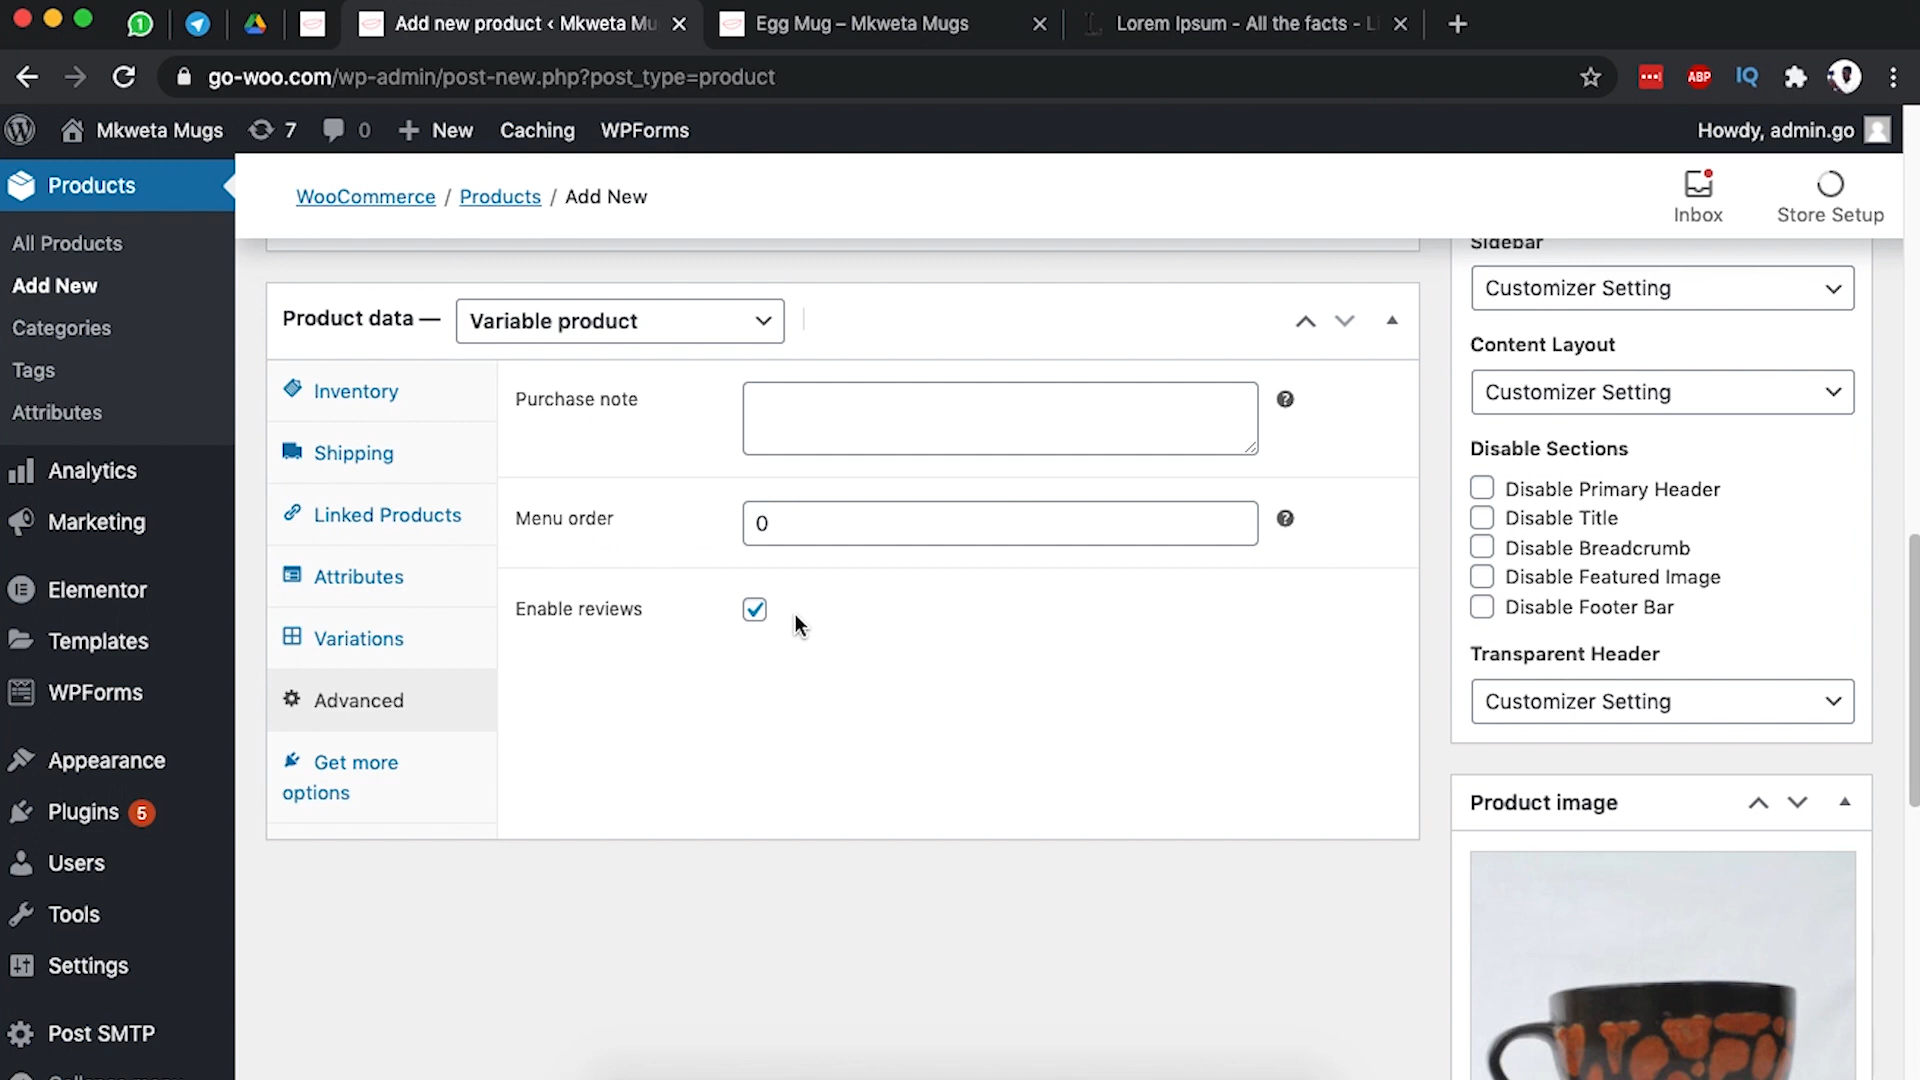 Add new product ‹ Mkweta Mu
Egg Mug – Mkweta Mugs
Lorem Ipsum - All the facts - Li
go-woo.com/wp-admin/post-new.php?post_type=product
ABP
IQ
Mkweta Mugs
7
0
New
Caching
WPForms
Howdy, admin.go
Products
All Products
Add New
Categories
Tags
Attributes
Analytics
Marketing
Elementor
Templates
WPForms
Appearance
Plugins 5
Users
Tools
Settings
Post SMTP
WooCommerce / Products / Add New
Inbox
Store Setup
Product data —
Variable product
Inventory
Shipping
Linked Products
Attributes
Variations
Advanced
Get more
options
Purchase note
Menu order
0
Enable reviews
Sidebar
Customizer Setting
Content Layout
Customizer Setting
Disable Sections
Disable Primary Header
Disable Title
Disable Breadcrumb
Disable Featured Image
Disable Footer Bar
Transparent Header
Customizer Setting
Product image